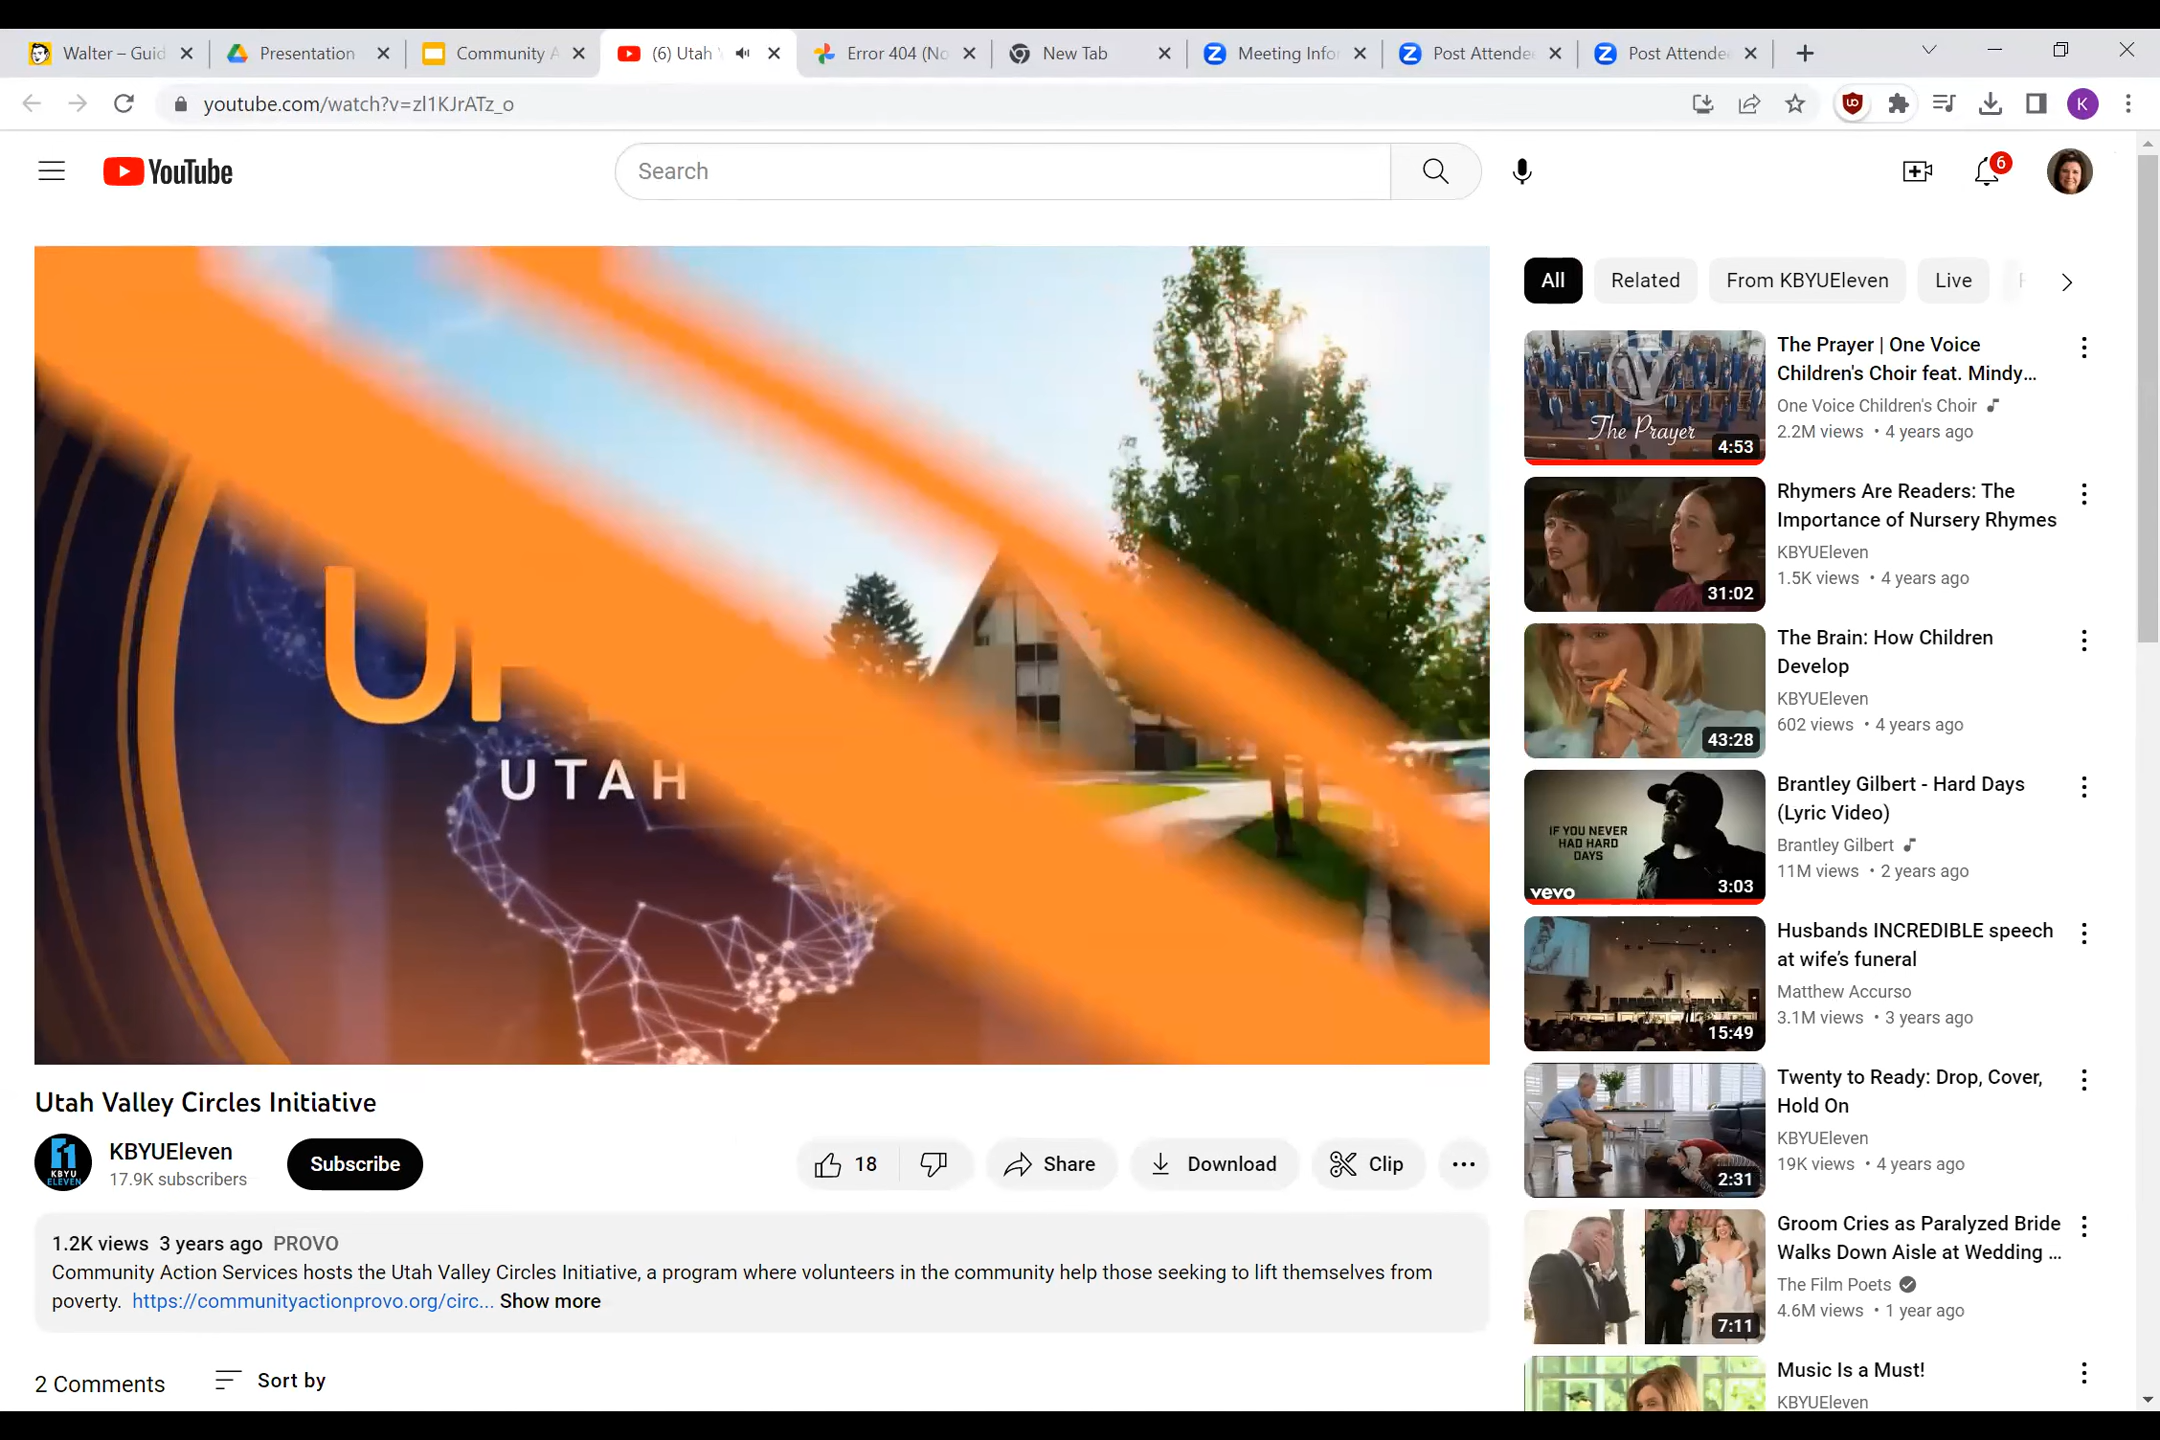 Walter – Guid
Presentation
Community A
(6) Utah
Error 404 (No
New Tab
Meeting Info
Post Attende
Post Attende
youtube.com/watch?v=zl1KJrATz_o
K
YouTube
Search
6
UTAH
All
Related
From KBYUEleven
Live
The Prayer
4:53
The Prayer | One Voice
Children's Choir feat. Mindy...
One Voice Children's Choir
2.2M views • 4 years ago
31:02
Rhymers Are Readers: The
Importance of Nursery Rhymes
KBYUEleven
1.5K views • 4 years ago
43:28
The Brain: How Children
Develop
KBYUEleven
602 views • 4 years ago
IF YOU NEVER
HAD HARD
DAYS
vevo
3:03
Brantley Gilbert - Hard Days
(Lyric Video)
Brantley Gilbert
11M views • 2 years ago
15:49
Husbands INCREDIBLE speech
at wife's funeral
Matthew Accurso
3.1M views • 3 years ago
2:31
Twenty to Ready: Drop, Cover,
Hold On
KBYUEleven
19K views • 4 years ago
7:11
Groom Cries as Paralyzed Bride
Walks Down Aisle at Wedding ...
The Film Poets
4.6M views • 1 year ago
Music Is a Must!
KBYUEleven
Utah Valley Circles Initiative
KBYU
ELEVEN
KBYUEleven
17.9K subscribers
Subscribe
18
Share
Download
Clip
1.2K views 3 years ago PROVO
Community Action Services hosts the Utah Valley Circles Initiative, a program where volunteers in the community help those seeking to lift themselves from
poverty. https://communityactionprovo.org/circ... Show more
2 Comments
Sort by